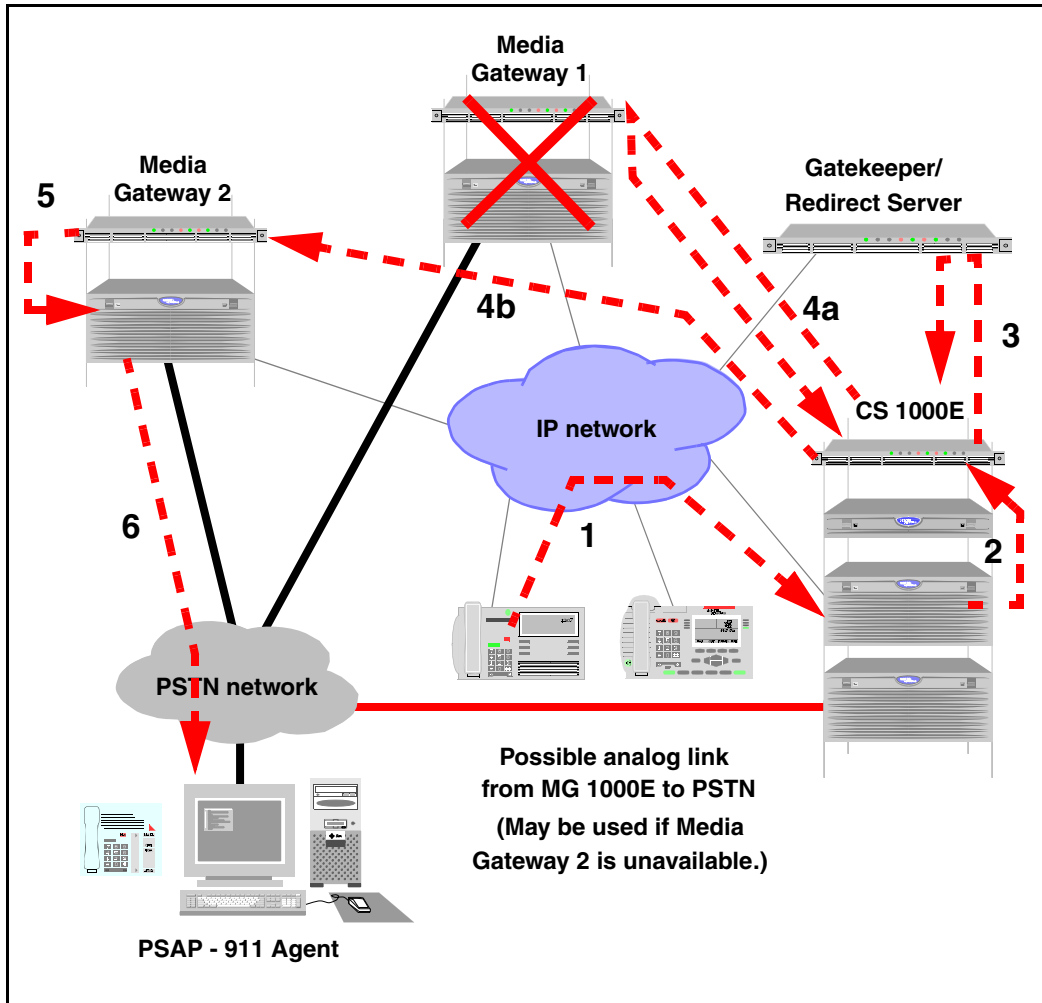 Media
Gateway 1
Media
Gateway 2
5
Gatekeeper/
Redirect Server
4b
4a
3
CS 1000E
IP network
1
2
6
PSTN network
Possible analog link
from MG 1000E to PSTN
(May be used if Media
Gateway 2 is unavailable.)
PSAP - 911 Agent